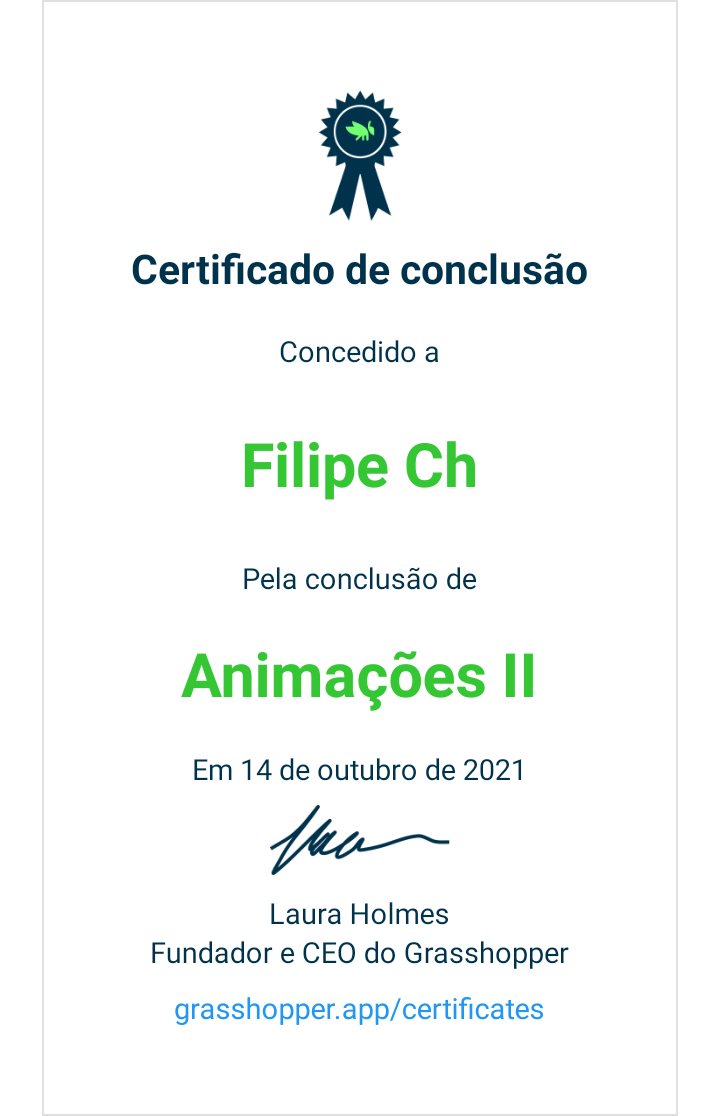 Certificado de conclusão
Concedido a
Filipe Ch
Pela conclusão de
Animações II
Em 14 de outubro de 2021
Laura Holmes
Fundador e CEO do Grasshopper
grasshopper.app/certificates